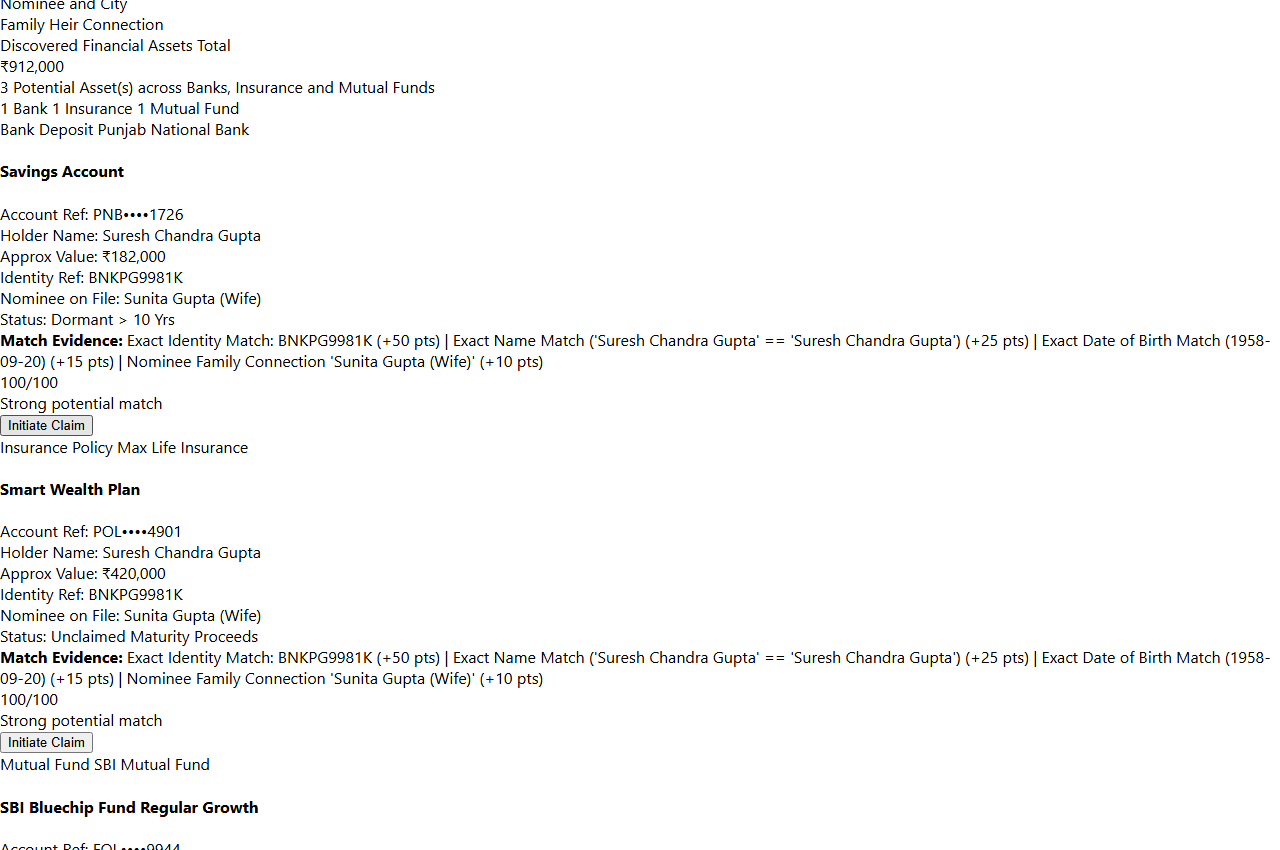 Nominee and City
Family Heir Connection
Discovered Financial Assets Total
₹912,000
3 Potential Asset(s) across Banks, Insurance and Mutual Funds
1 Bank 1 Insurance 1 Mutual Fund
Bank Deposit Punjab National Bank
Savings Account
Account Ref: PNB••••1726
Holder Name: Suresh Chandra Gupta
Approx Value: ₹182,000
Identity Ref: BNKPG9981K
Nominee on File: Sunita Gupta (Wife)
Status: Dormant > 10 Yrs
Match Evidence: Exact Identity Match: BNKPG9981K (+50 pts) | Exact Name Match ('Suresh Chandra Gupta' == 'Suresh Chandra Gupta') (+25 pts) | Exact Date of Birth Match (1958-
09-20) (+15 pts) | Nominee Family Connection 'Sunita Gupta (Wife)' (+10 pts)
100/100
Strong potential match
Initiate Claim
Insurance Policy Max Life Insurance
Smart Wealth Plan
Account Ref: POL••••4901
Holder Name: Suresh Chandra Gupta
Approx Value: ₹420,000
Identity Ref: BNKPG9981K
Nominee on File: Sunita Gupta (Wife)
Status: Unclaimed Maturity Proceeds
Match Evidence: Exact Identity Match: BNKPG9981K (+50 pts) | Exact Name Match ('Suresh Chandra Gupta' == 'Suresh Chandra Gupta') (+25 pts) | Exact Date of Birth Match (1958-
09-20) (+15 pts) | Nominee Family Connection 'Sunita Gupta (Wife)' (+10 pts)
100/100
Strong potential match
Initiate Claim
Mutual Fund SBI Mutual Fund
SBI Bluechip Fund Regular Growth
Account Ref: FOL••••9944